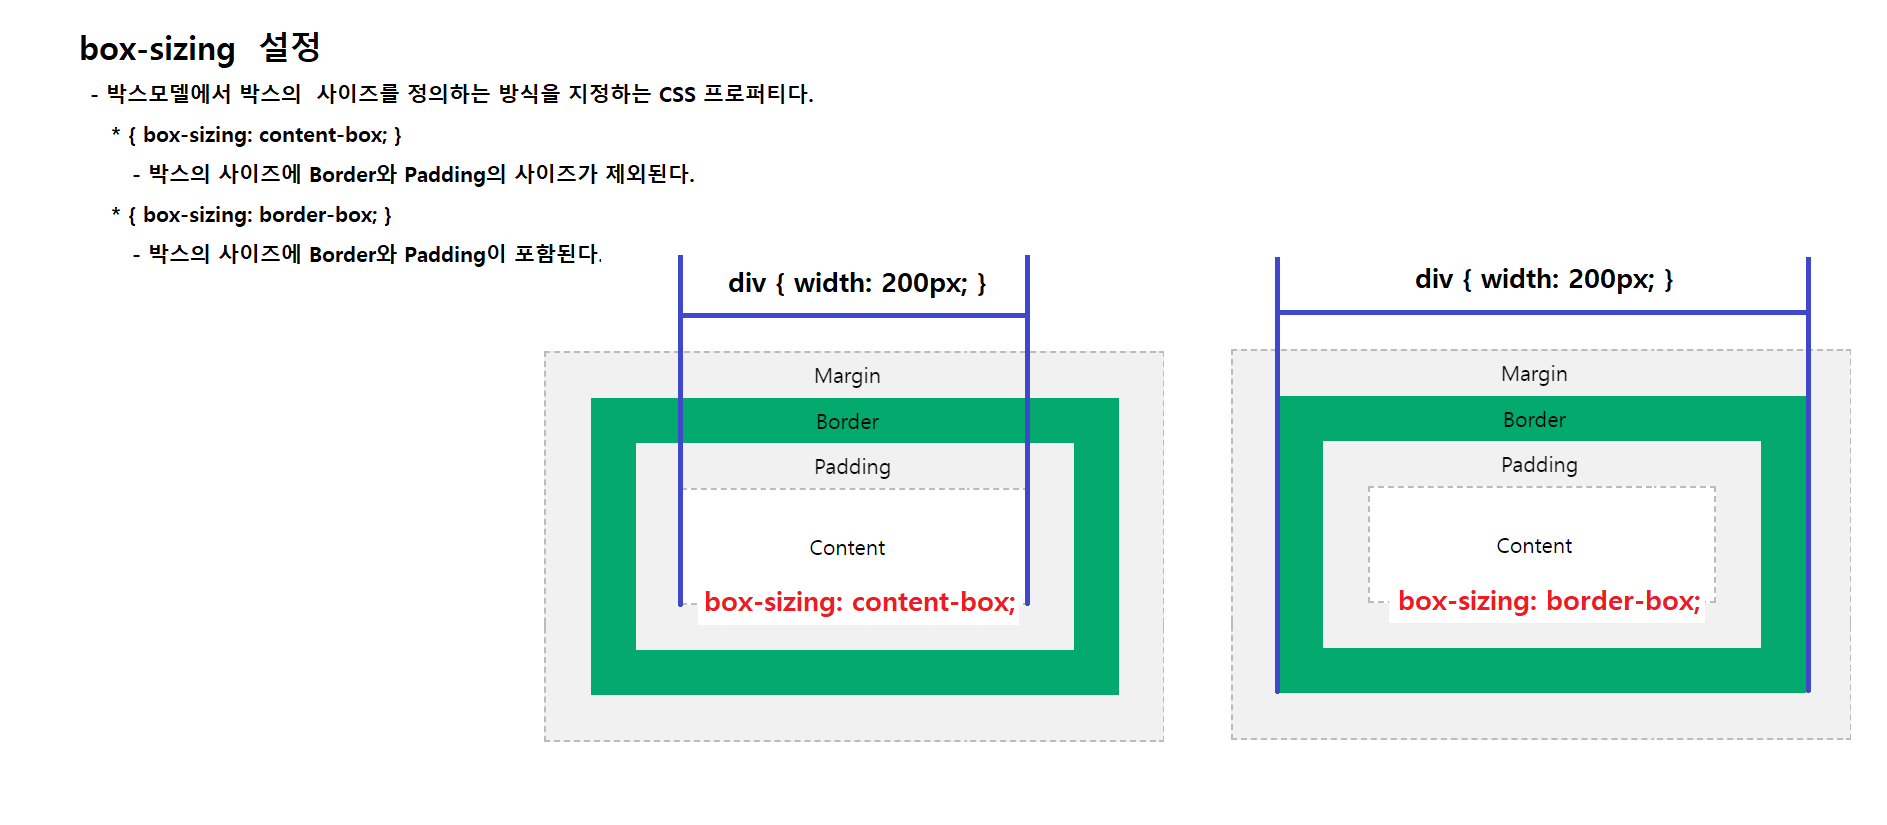 box-sizing 설정
- 박스모델에서 박스의 사이즈를 정의하는 방식을 지정하는 CSS 프로퍼티다.
* { box-sizing: content-box; }
- 박스의 사이즈에 Border와 Padding의 사이즈가 제외된다.
* { box-sizing: border-box; }
- 박스의 사이즈에 Border와 Padding이 포함된다.
div { width: 200px; }
Margin
Border
Padding
Content
box-sizing: content-box;
div { width: 200px; }
Margin
Border
Padding
Content
box-sizing: border-box;